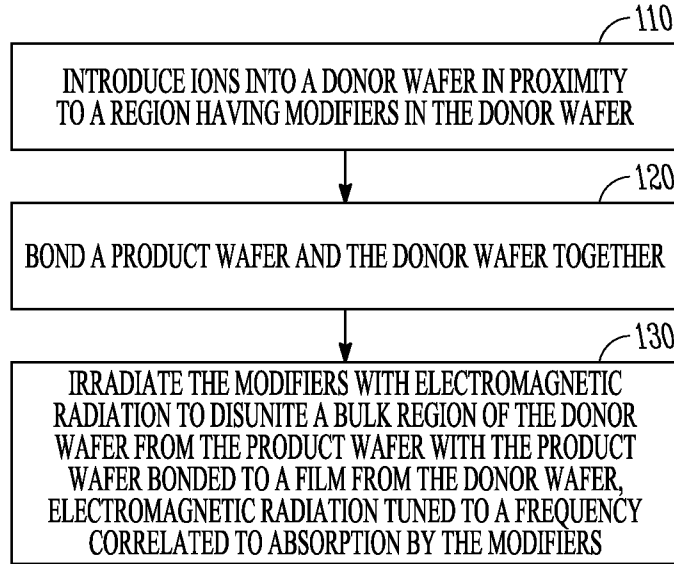 110
INTRODUCE IONS INTO A DONOR WAFER IN PROXIMITY
TO A REGION HAVING MODIFIERS IN THE DONOR WAFER
120
BOND A PRODUCT WAFER AND THE DONOR WAFER TOGETHER
130
IRRADIATE THE MODIFIERS WITH ELECTROMAGNETIC
RADIATION TO DISUNITE A BULK REGION OF THE DONOR
WAFER FROM THE PRODUCT WAFER WITH THE PRODUCT
WAFER BONDED TO A FILM FROM THE DONOR WAFER,
ELECTROMAGNETIC RADIATION TUNED TO A FREQUENCY
CORRELATED TO ABSORPTION BY THE MODIFIERS